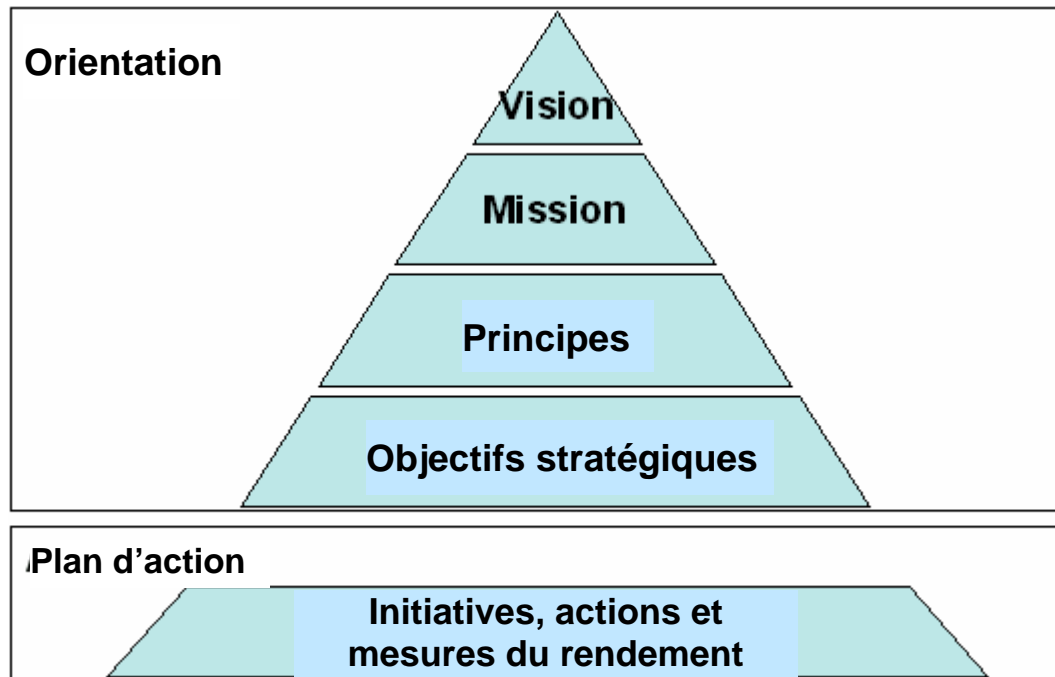 Orientation
Vision
Mission
Principes
Objectifs stratégiques
Plan d’action
Initiatives, actions et
mesures du rendement